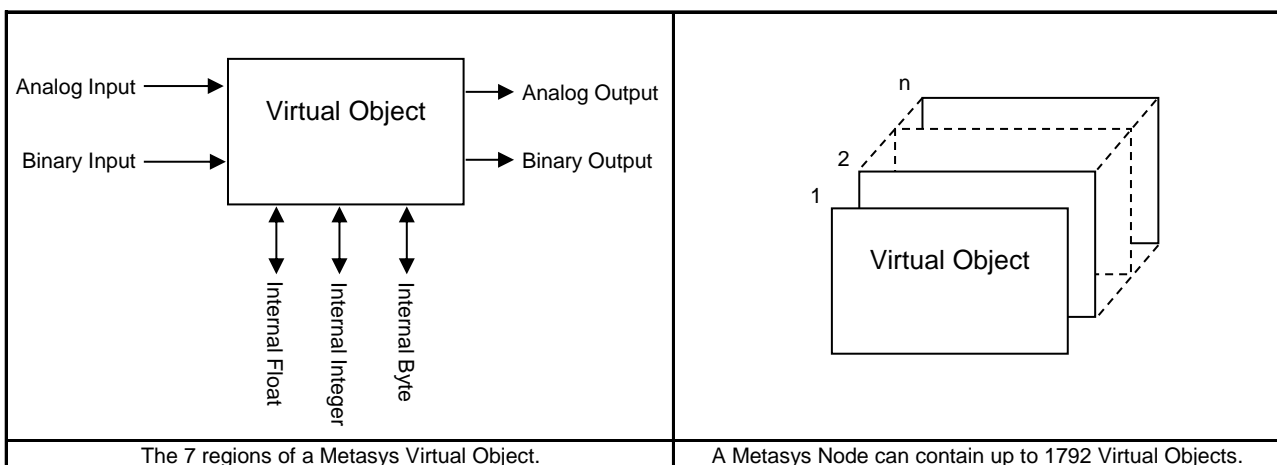 Analog Input
Binary Input
Virtual Object
Analog Output
Binary Output
Internal Float
Internal Integer
Internal Byte
The 7 regions of a Metasys Virtual Object.
n
2
1
Virtual Object
A Metasys Node can contain up to 1792 Virtual Objects.